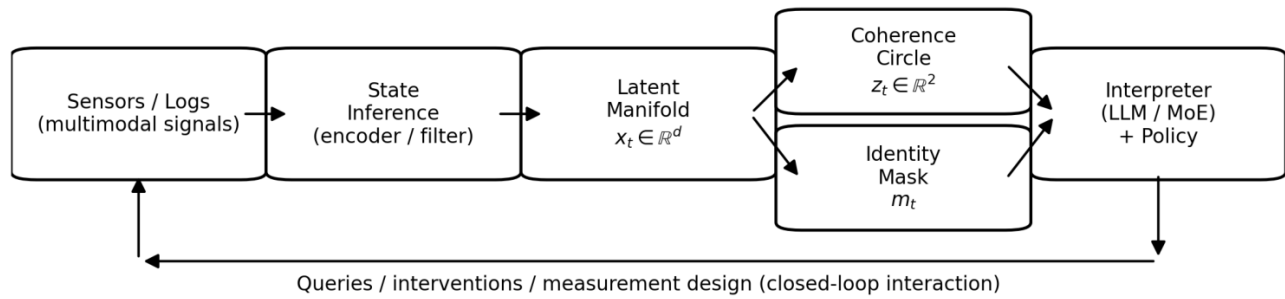 Sensors / Logs
(multimodal signals)
State
Inference
(encoder / filter)
Latent
Manifold
xₜ ∈ ℝᵈ
Coherence
Circle
zₜ ∈ ℝ²
Identity
Mask
mₜ
Interpreter
(LLM / MoE)
+ Policy
Queries / interventions / measurement design (closed-loop interaction)